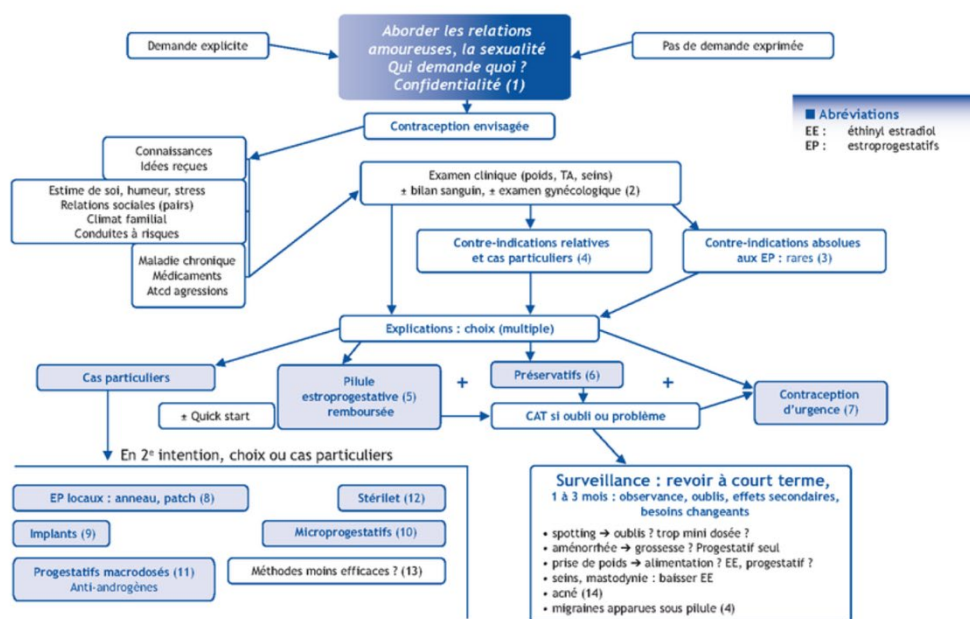 Demande explicite
Aborder les relations
amoureuses, la sexualité
Qui demande quoi ?
Confidentialité (1)
Pas de demande exprimée
Abréviations
EE : éthinyl estradiol
EP : estroprogestatifs
Contraception envisagée
Connaissances
Idées reçues
Estime de soi, humeur, stress
Relations sociales (pairs)
Climat familial
Conduites à risques
Maladie chronique
Médicaments
Atcd agressions
Examen clinique (poids, TA, seins)
± bilan sanguin, ± examen gynécologique (2)
Contre-indications relatives
et cas particuliers (4)
Contre-indications absolues
aux EP : rares (3)
Explications : choix (multiple)
Cas particuliers
± Quick start
Pilule
estroprogestative (5)
remboursée
+
Préservatifs (6)
+
CAT si oubli ou problème
Contraception
d'urgence (7)
En 2e intention, choix ou cas particuliers
EP locaux : anneau, patch (8)
Stérilet (12)
Implants (9)
Microprogestatifs (10)
Progestatifs macrodosés (11)
Anti-androgènes
Méthodes moins efficaces ? (13)
Surveillance : revoir à court terme,
1 à 3 mois : observance, oublis, effets secondaires,
besoins changeants
• spotting → oublis ? trop mini dosée ?
• aménorrhée → grossesse ? Progestatif seul
• prise de poids → alimentation ? EE, progestatif ?
• seins, mastodynie : baisser EE
• acné (14)
• migraines apparues sous pilule (4)